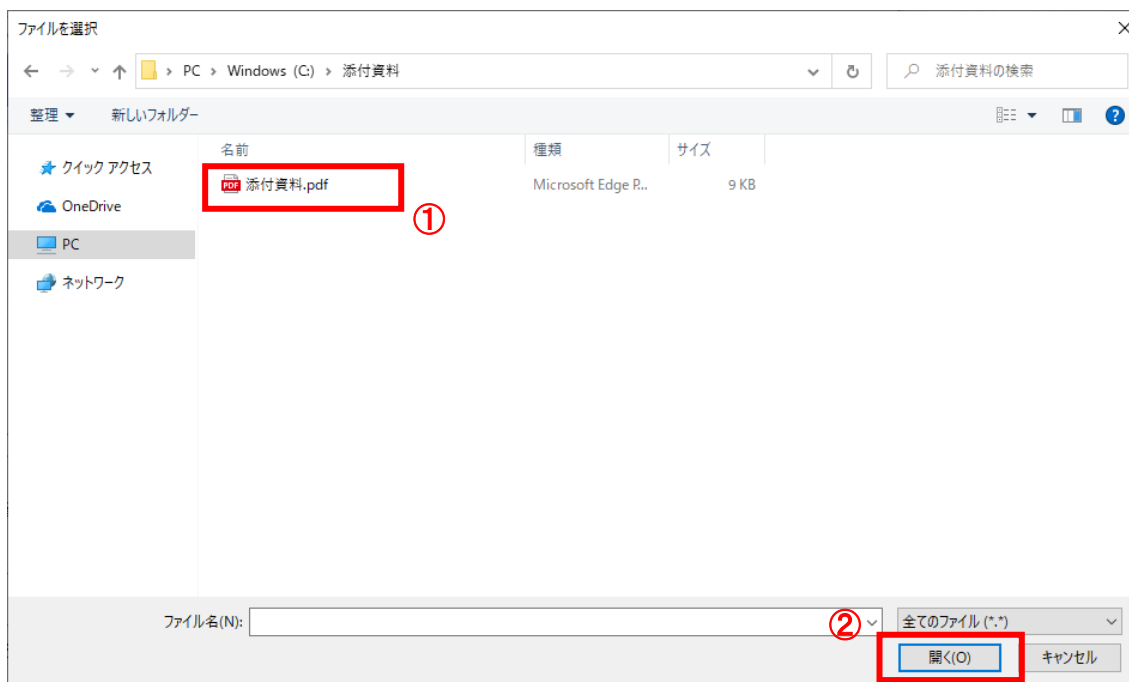 ファイルを選択
PC › Windows (C:) › 添付資料
添付資料の検索
整理
新しいフォルダー
名前
種類
サイズ
クイック アクセス
添付資料.pdf
Microsoft Edge P...
9 KB
①
OneDrive
PC
ネットワーク
ファイル名(N):
②
全てのファイル (*.*)
開く(O)
キャンセル